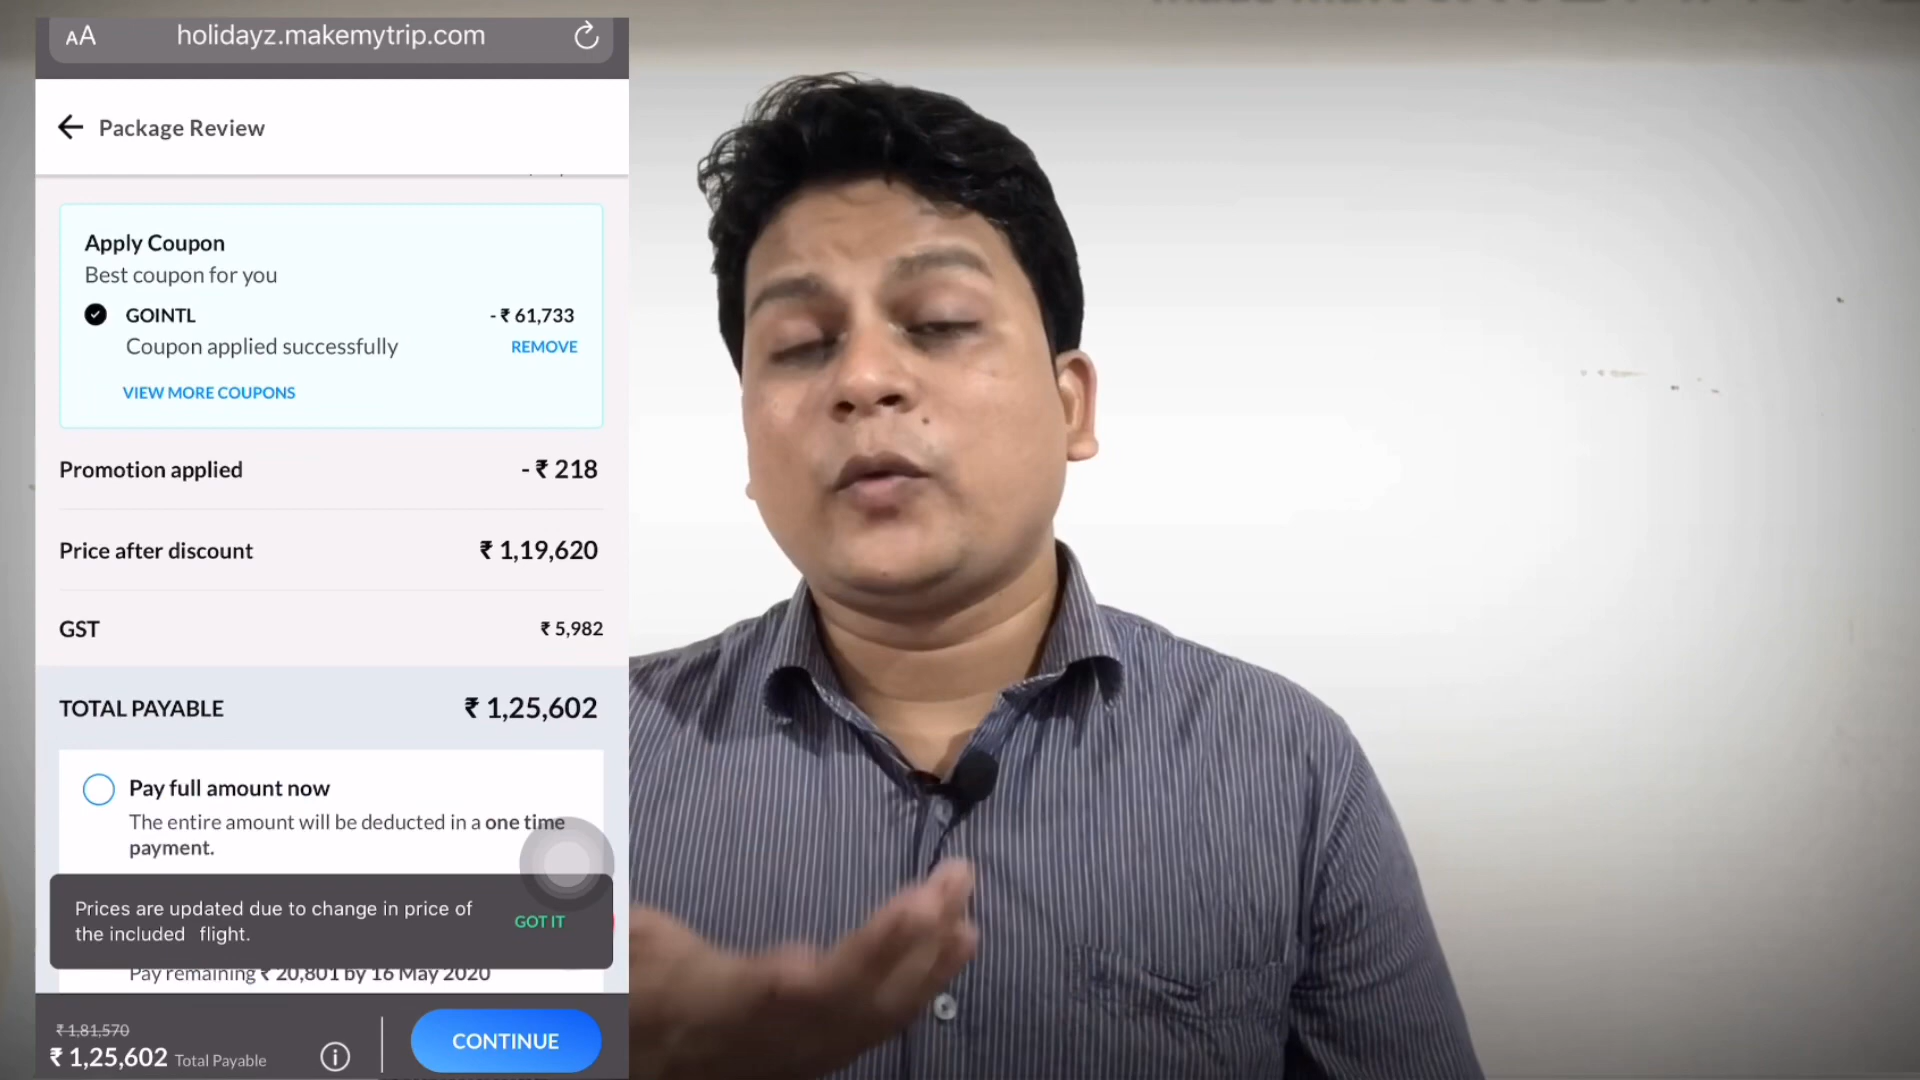 AA holidayz.makemytrip.com
Package Review
Apply Coupon
Best coupon for you
GOINTL - ₹ 61,733
Coupon applied successfully REMOVE
VIEW MORE COUPONS
Promotion applied - ₹ 218
Price after discount ₹ 1,19,620
GST ₹ 5,982
TOTAL PAYABLE ₹ 1,25,602
Pay full amount now
The entire amount will be deducted in a one time
payment.
Prices are updated due to change in price of
the included flight.
GOT IT
Pay remaining ₹ 20,801 by 16 May 2020
₹ 1,81,570
₹ 1,25,602 Total Payable
CONTINUE